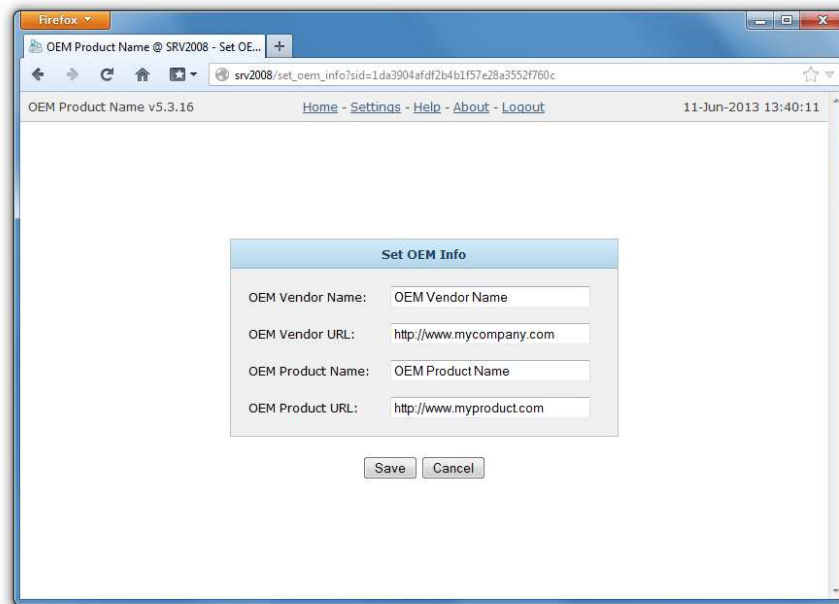 Firefox
OEM Product Name @ SRV2008 - Set OE...
srv2008/set_oem_info?sid=1da3904afdf2b4b1f57e28a3552f760c
OEM Product Name v5.3.16 Home - Settings - Help - About - Logout 11-Jun-2013 13:40:11
Set OEM Info
OEM Vendor Name: OEM Vendor Name
OEM Vendor URL: http://www.mycompany.com
OEM Product Name: OEM Product Name
OEM Product URL: http://www.myproduct.com
Save Cancel